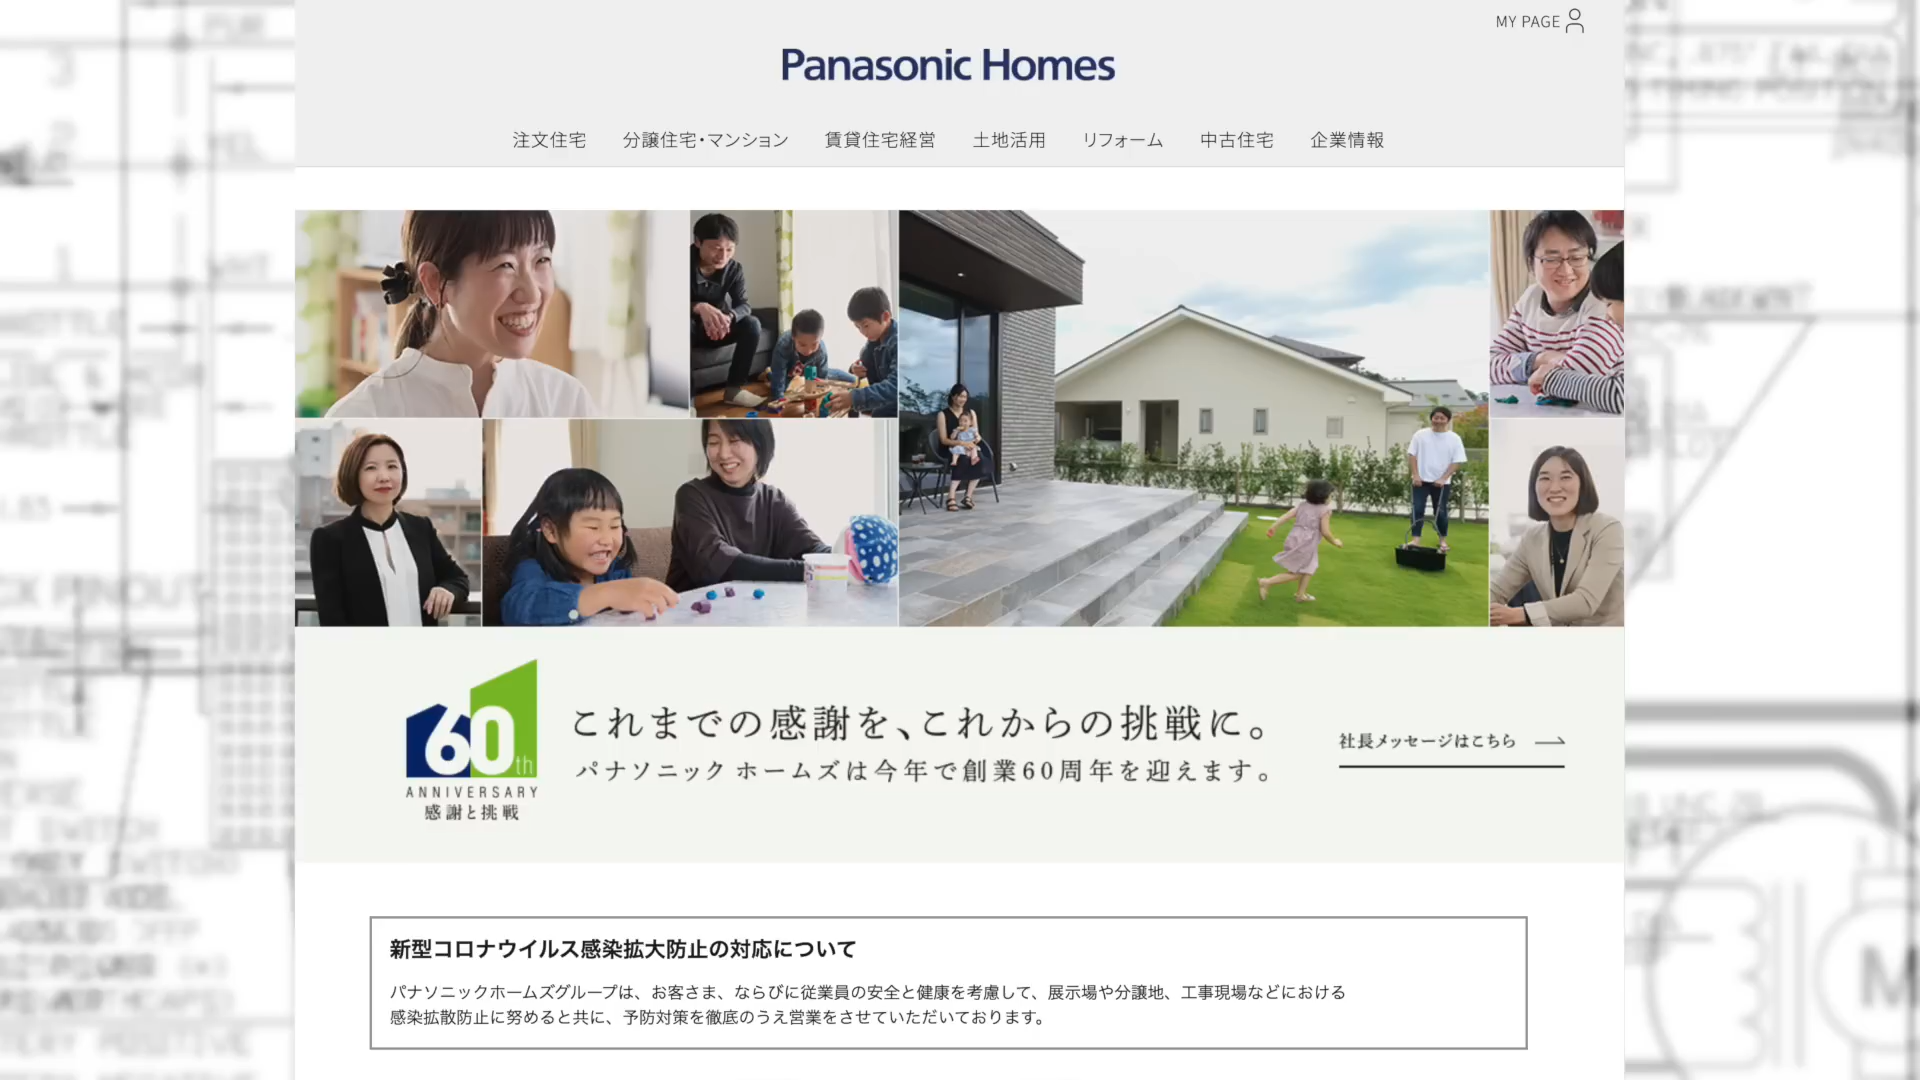 MY PAGE
Panasonic Homes
注文住宅 分譲住宅・マンション 賃貸住宅経営 土地活用 リフォーム 中古住宅 企業情報
60th
ANNIVERSARY
感謝と挑戦
これまでの感謝を、これからの挑戦に。
パナソニック ホームズは今年で創業60周年を迎えます。
社長メッセージはこちら
新型コロナウイルス感染拡大防止の対応について
パナソニックホームズグループは、お客さま、ならびに従業員の安全と健康を考慮して、展示場や分譲地、工事現場などにおける
感染拡散防止に努めると共に、予防対策を徹底のうえ営業をさせていただいております。